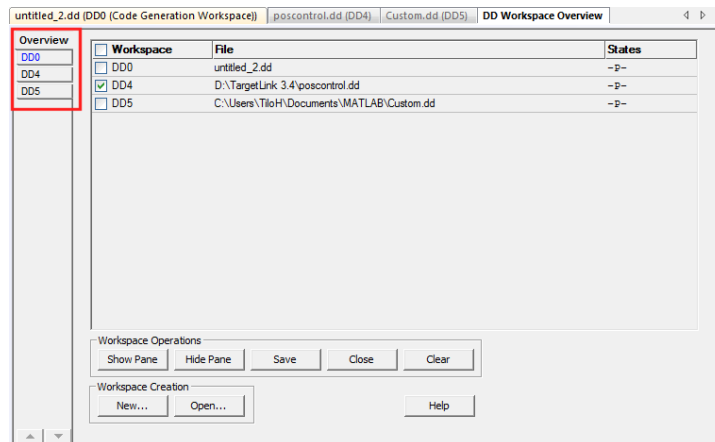 untitled_2.dd (DD0 (Code Generation Workspace)) poscontrol.dd (DD4) Custom.dd (DD5) DD Workspace Overview
Overview
DD0
DD4
DD5
Workspace File States
DD0 untitled_2.dd -p-
DD4 D:\TargetLink 3.4\poscontrol.dd -p-
DD5 C:\Users\TiloH\Documents\MATLAB\Custom.dd -p-
Workspace Operations
Show Pane Hide Pane Save Close Clear
Workspace Creation
New... Open... Help